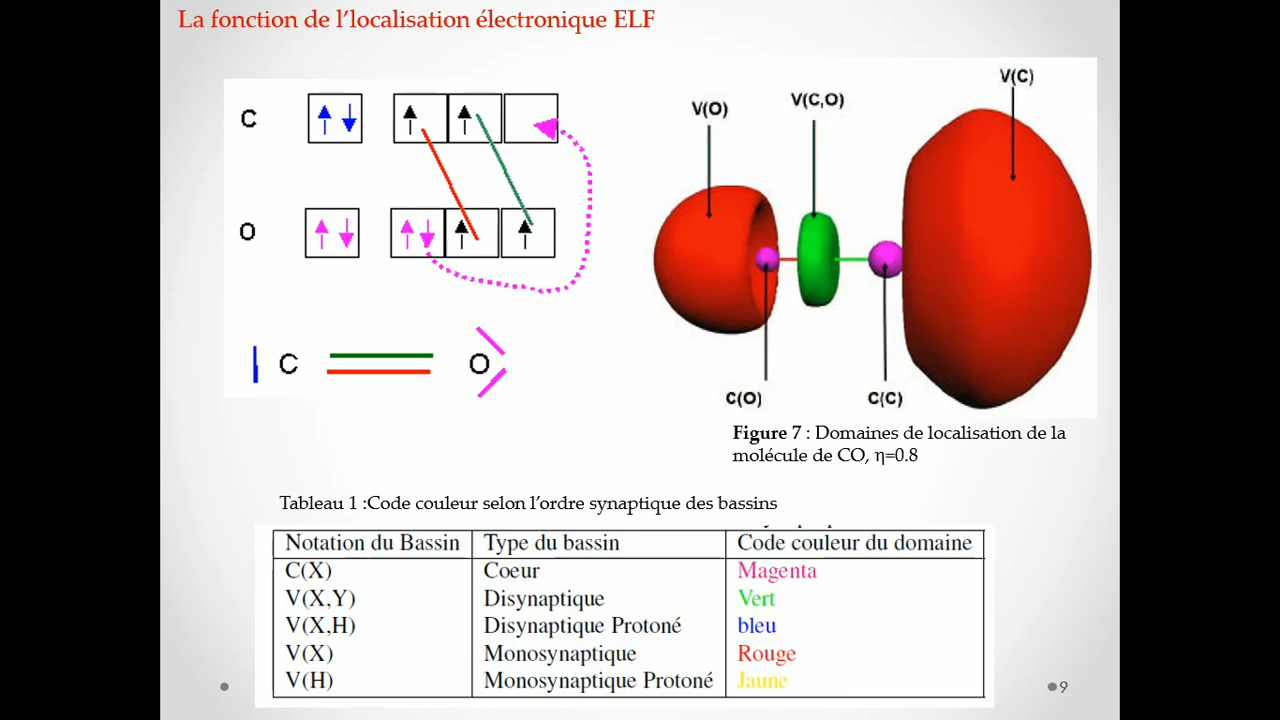 La fonction de l’localisation électronique ELF
C
O
C O
V(O)
V(C,O)
V(C)
C(O)
C(C)
Figure 7 : Domaines de localisation de la
molécule de CO, η=0.8
Tableau 1 :Code couleur selon l’ordre synaptique des bassins
Notation du Bassin Type du bassin Code couleur du domaine
C(X) Coeur Magenta
V(X,Y) Disynaptique Vert
V(X,H) Disynaptique Protoné bleu
V(X) Monosynaptique Rouge
V(H) Monosynaptique Protoné Jaune
9